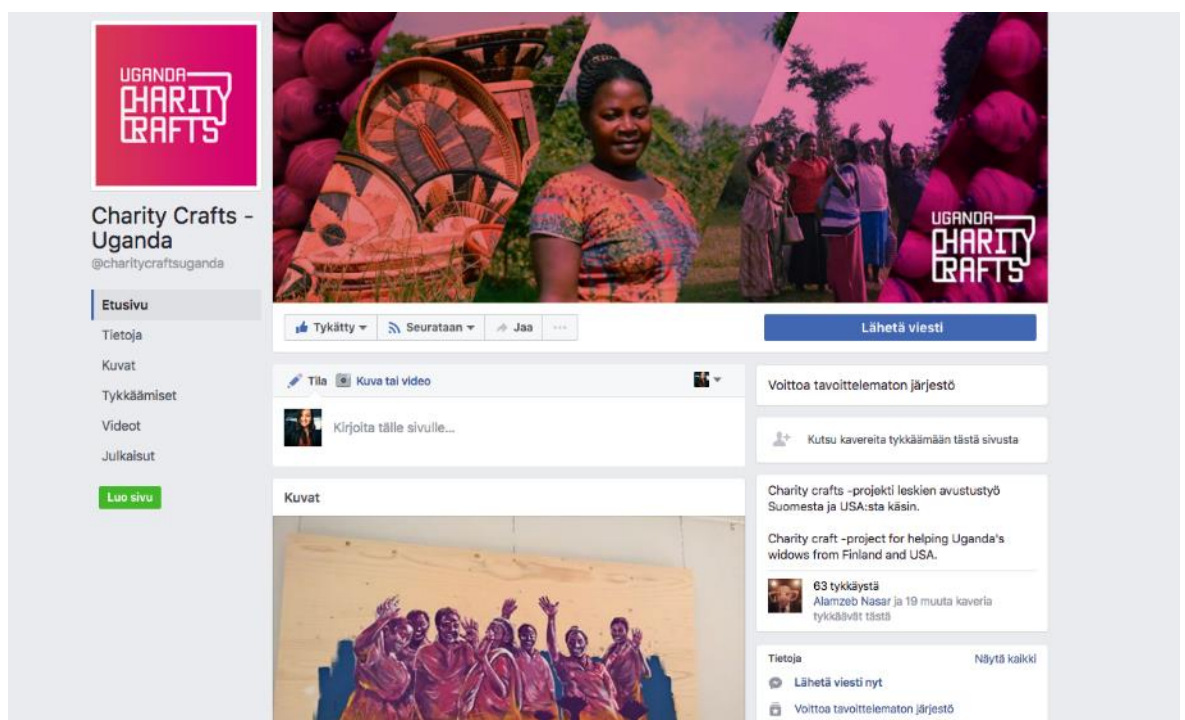 UGANDA
CHARITY
CRAFTS
Charity Crafts -
Uganda
@charitycraftsuganda
Etusivu
Tietoja
Kuvat
Tykkäämiset
Videot
Julkaisut
Luo sivu
UGANDA
CHARITY
CRAFTS
Tykätty Seurataan Jaa ...
Lähetä viesti
Tila Kuva tai video
Kirjoita tälle sivulle...
Kuvat
Voittoa tavoittelematon järjestö
Kutsu kavereita tykkäämään tästä sivusta
Charity crafts -projekti leskien avustustyö
Suomesta ja USA:sta käsin.
Charity craft -project for helping Uganda's
widows from Finland and USA.
63 tykkäystä
Alamzeb Nasar ja 19 muuta kaveria
tykkäävät tästä
Tietoja Näytä kaikki
Lähetä viesti nyt
Voittoa tavoittelematon järjestö